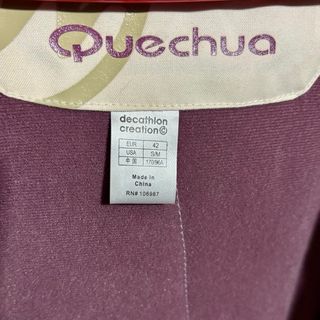 Quechua
decathlon
creation©
EUR 42
USA S/M
中国 170/96A
Made in
China
RN# 106987